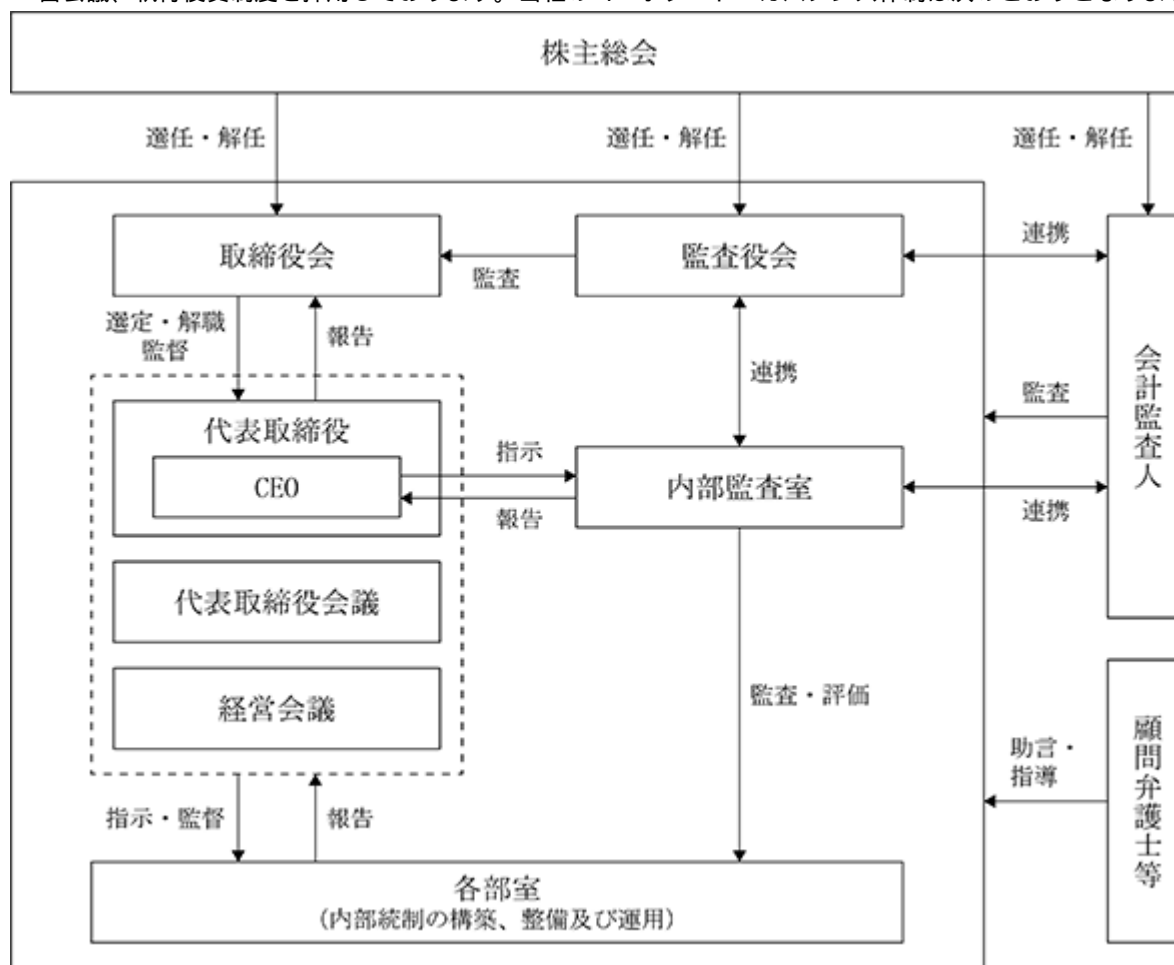 株主総会
選任・解任
選任・解任
選任・解任
取締役会
監査
監査役会
連携
選定・解職
監督
報告
連携
会計監査人
監査
代表取締役
CEO
指示
報告
内部監査室
連携
代表取締役会議
経営会議
監査・評価
助言・
指導
顧問弁護士等
指示・監督
報告
各部室
(内部統制の構築、整備及び運用)